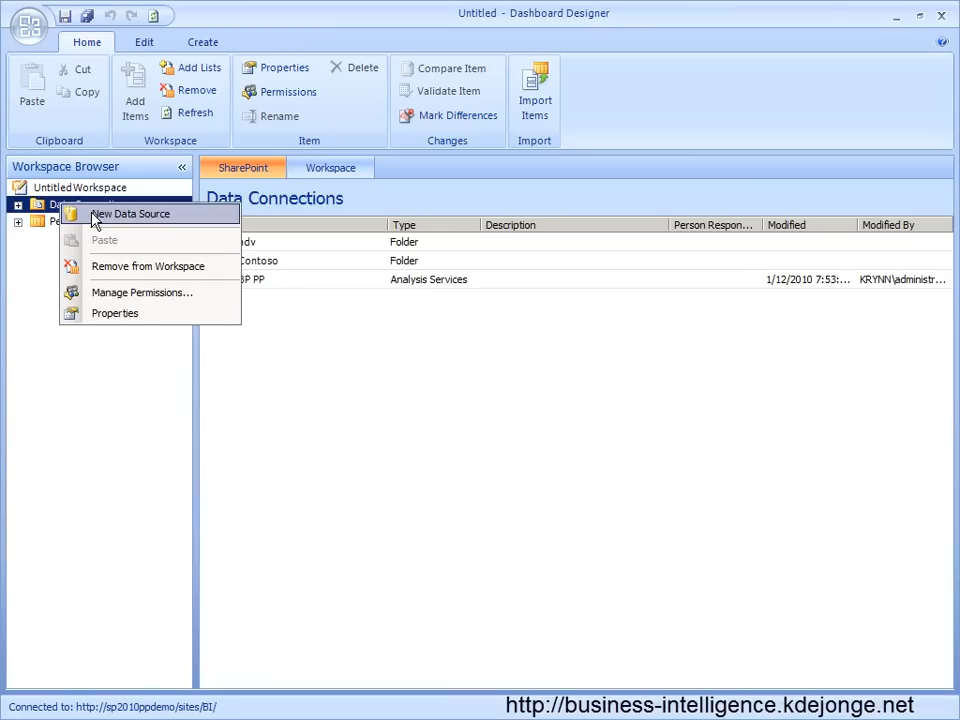 Untitled - Dashboard Designer
Home Edit Create
Paste
Cut
Copy
Clipboard
Add Items
Add Lists
Remove
Refresh
Workspace
Properties
Permissions
Rename
Delete
Item
Compare Item
Validate Item
Mark Differences
Changes
Import Items
Import
Workspace Browser «
Untitled Workspace
New Data Source
Paste
Remove from Workspace
Manage Permissions...
Properties
SharePoint Workspace
Data Connections
Type Description Person Respon... Modified Modified By
Folder
Contoso Folder
PP Analysis Services 1/12/2010 7:53:... KRYNN\administr...
Connected to: http://sp2010ppdemo/sites/BI/
http://business-intelligence.kdejonge.net